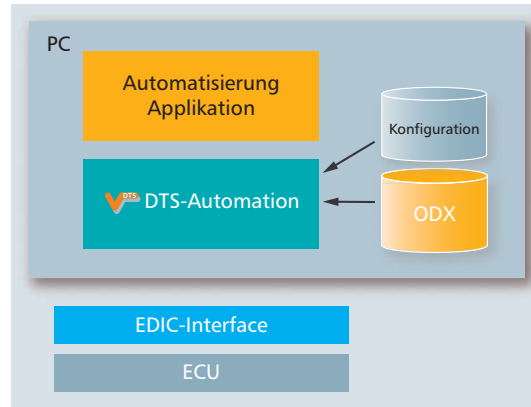 PC
Automatisierung
Applikation
Konfiguration
DTS
DTS-Automation
ODX
EDIC-Interface
ECU